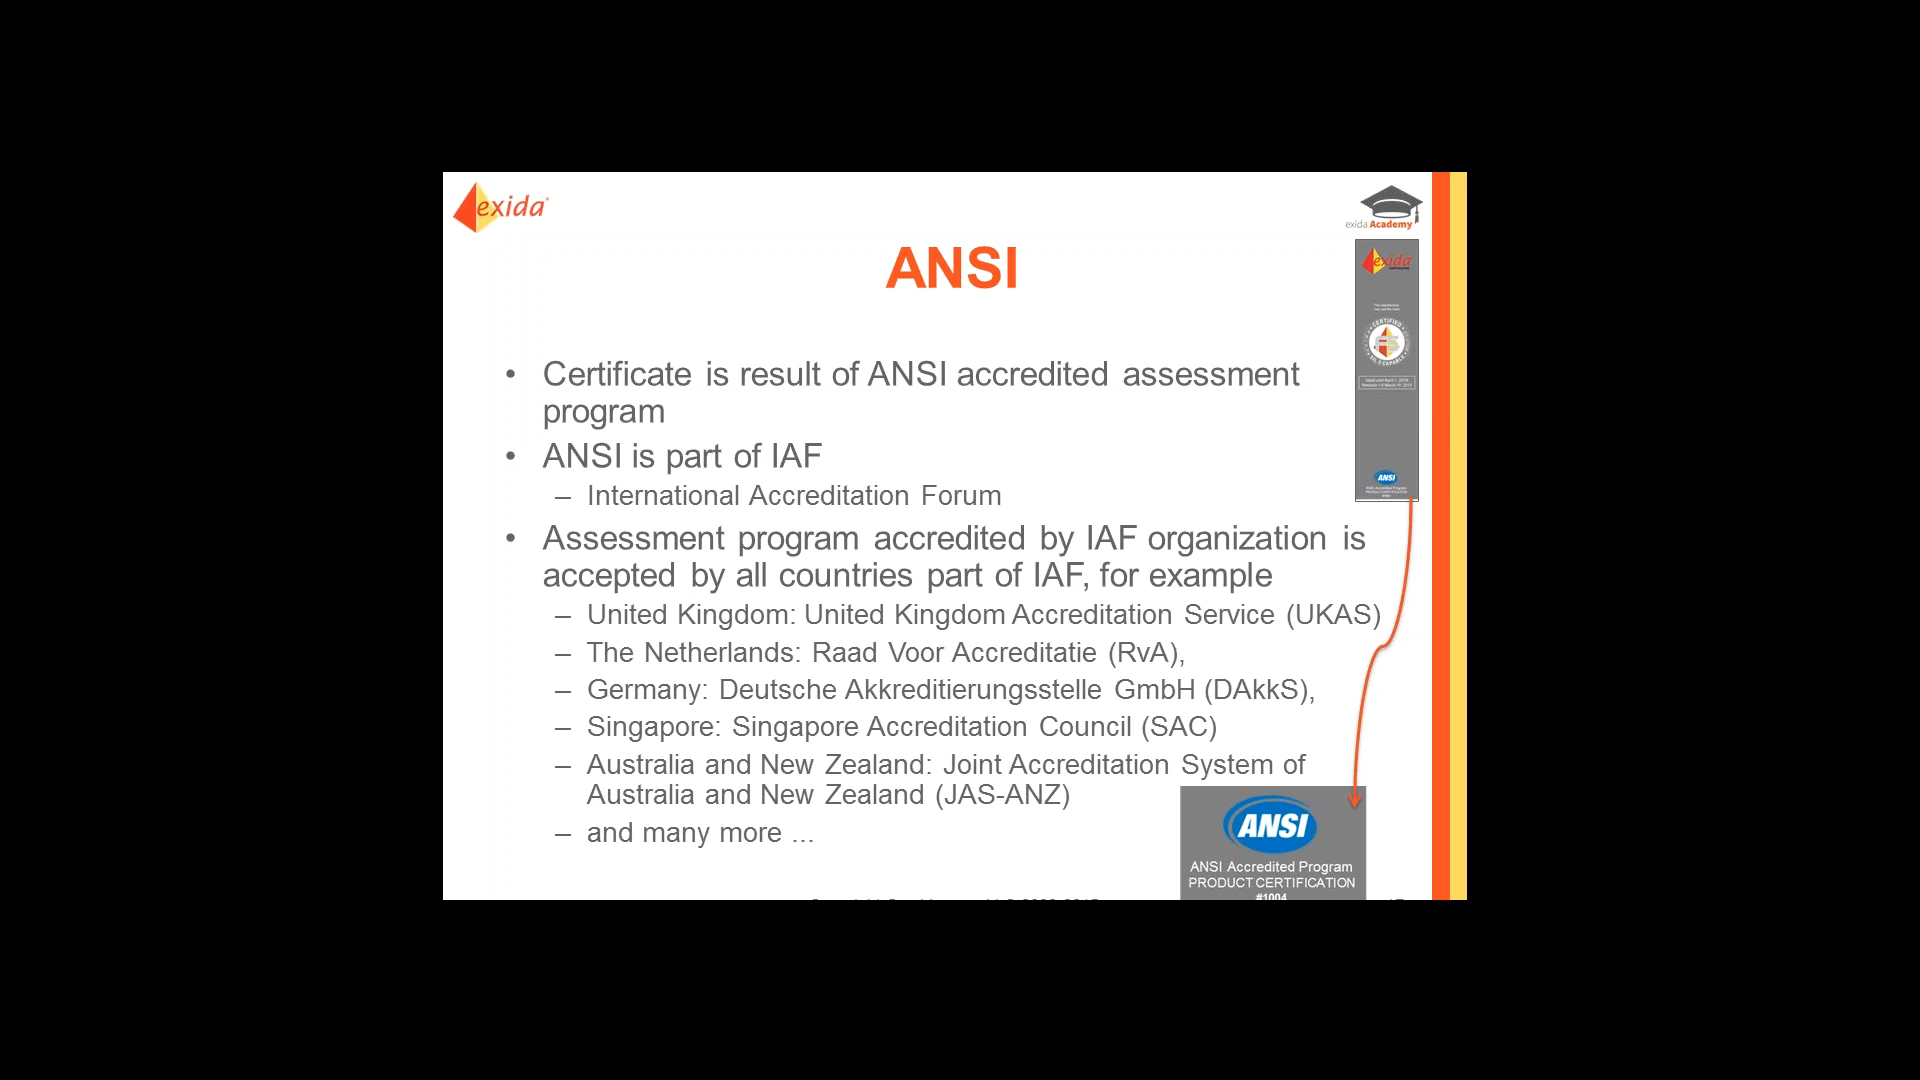 exida
exida Academy
ANSI
exida
CERTIFIED
• Certificate is result of ANSI accredited assessment
program
• ANSI is part of IAF
– International Accreditation Forum
• Assessment program accredited by IAF organization is
accepted by all countries part of IAF, for example
– United Kingdom: United Kingdom Accreditation Service (UKAS)
– The Netherlands: Raad Voor Accreditatie (RvA),
– Germany: Deutsche Akkreditierungsstelle GmbH (DAkkS),
– Singapore: Singapore Accreditation Council (SAC)
– Australia and New Zealand: Joint Accreditation System of
Australia and New Zealand (JAS-ANZ)
– and many more ...
ANSI
ANSI
ANSI Accredited Program
PRODUCT CERTIFICATION
#1004